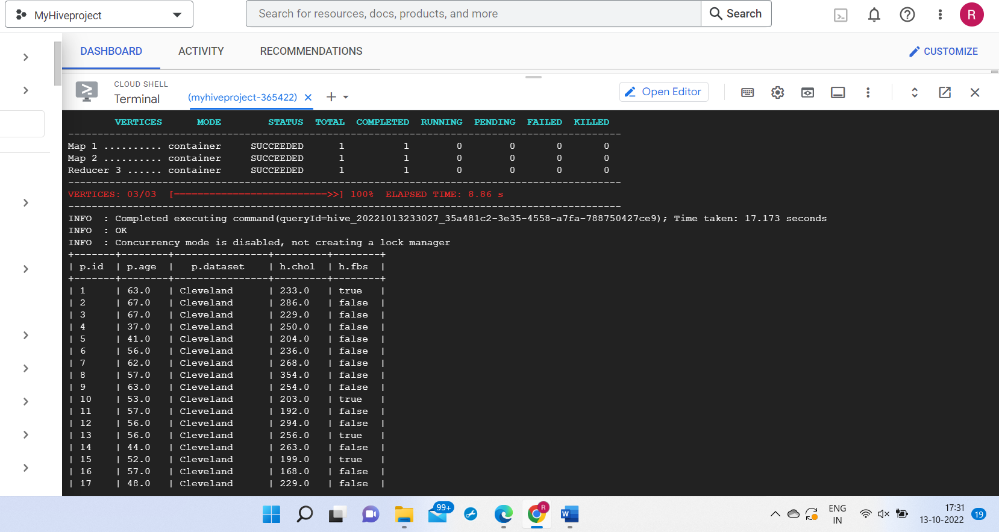 MyHiveproject
Search for resources, docs, products, and more
Search
R
DASHBOARD ACTIVITY RECOMMENDATIONS
CUSTOMIZE
CLOUD SHELL
Terminal
(myhiveproject-365422)
Open Editor
        VERTICES      MODE        STATUS  TOTAL  COMPLETED  RUNNING  PENDING  FAILED  KILLED
----------------------------------------------------------------------------------------------
Map 1 .......... container     SUCCEEDED      1          1        0        0       0       0
Map 2 .......... container     SUCCEEDED      1          1        0        0       0       0
Reducer 3 ...... container     SUCCEEDED      1          1        0        0       0       0
----------------------------------------------------------------------------------------------
VERTICES: 03/03  [==========================>>] 100%  ELAPSED TIME: 8.86 s
----------------------------------------------------------------------------------------------
INFO  : Completed executing command(queryId=hive_20221013233027_35a481c2-3e35-4558-a7fa-788750427ce9); Time taken: 17.173 seconds
INFO  : OK
INFO  : Concurrency mode is disabled, not creating a lock manager
+-------+--------+----------------+---------+--------+
| p.id  | p.age  |   p.dataset    | h.chol  | h.fbs  |
+-------+--------+----------------+---------+--------+
| 1     | 63.0   | Cleveland      | 233.0   | true   |
| 2     | 67.0   | Cleveland      | 286.0   | false  |
| 3     | 67.0   | Cleveland      | 229.0   | false  |
| 4     | 37.0   | Cleveland      | 250.0   | false  |
| 5     | 41.0   | Cleveland      | 204.0   | false  |
| 6     | 56.0   | Cleveland      | 236.0   | false  |
| 7     | 62.0   | Cleveland      | 268.0   | false  |
| 8     | 57.0   | Cleveland      | 354.0   | false  |
| 9     | 63.0   | Cleveland      | 254.0   | false  |
| 10    | 53.0   | Cleveland      | 203.0   | true   |
| 11    | 57.0   | Cleveland      | 192.0   | false  |
| 12    | 56.0   | Cleveland      | 294.0   | false  |
| 13    | 56.0   | Cleveland      | 256.0   | true   |
| 14    | 44.0   | Cleveland      | 263.0   | false  |
| 15    | 52.0   | Cleveland      | 199.0   | true   |
| 16    | 57.0   | Cleveland      | 168.0   | false  |
| 17    | 48.0   | Cleveland      | 229.0   | false  |
99+
R
W
ENG
IN
17:31
13-10-2022
19